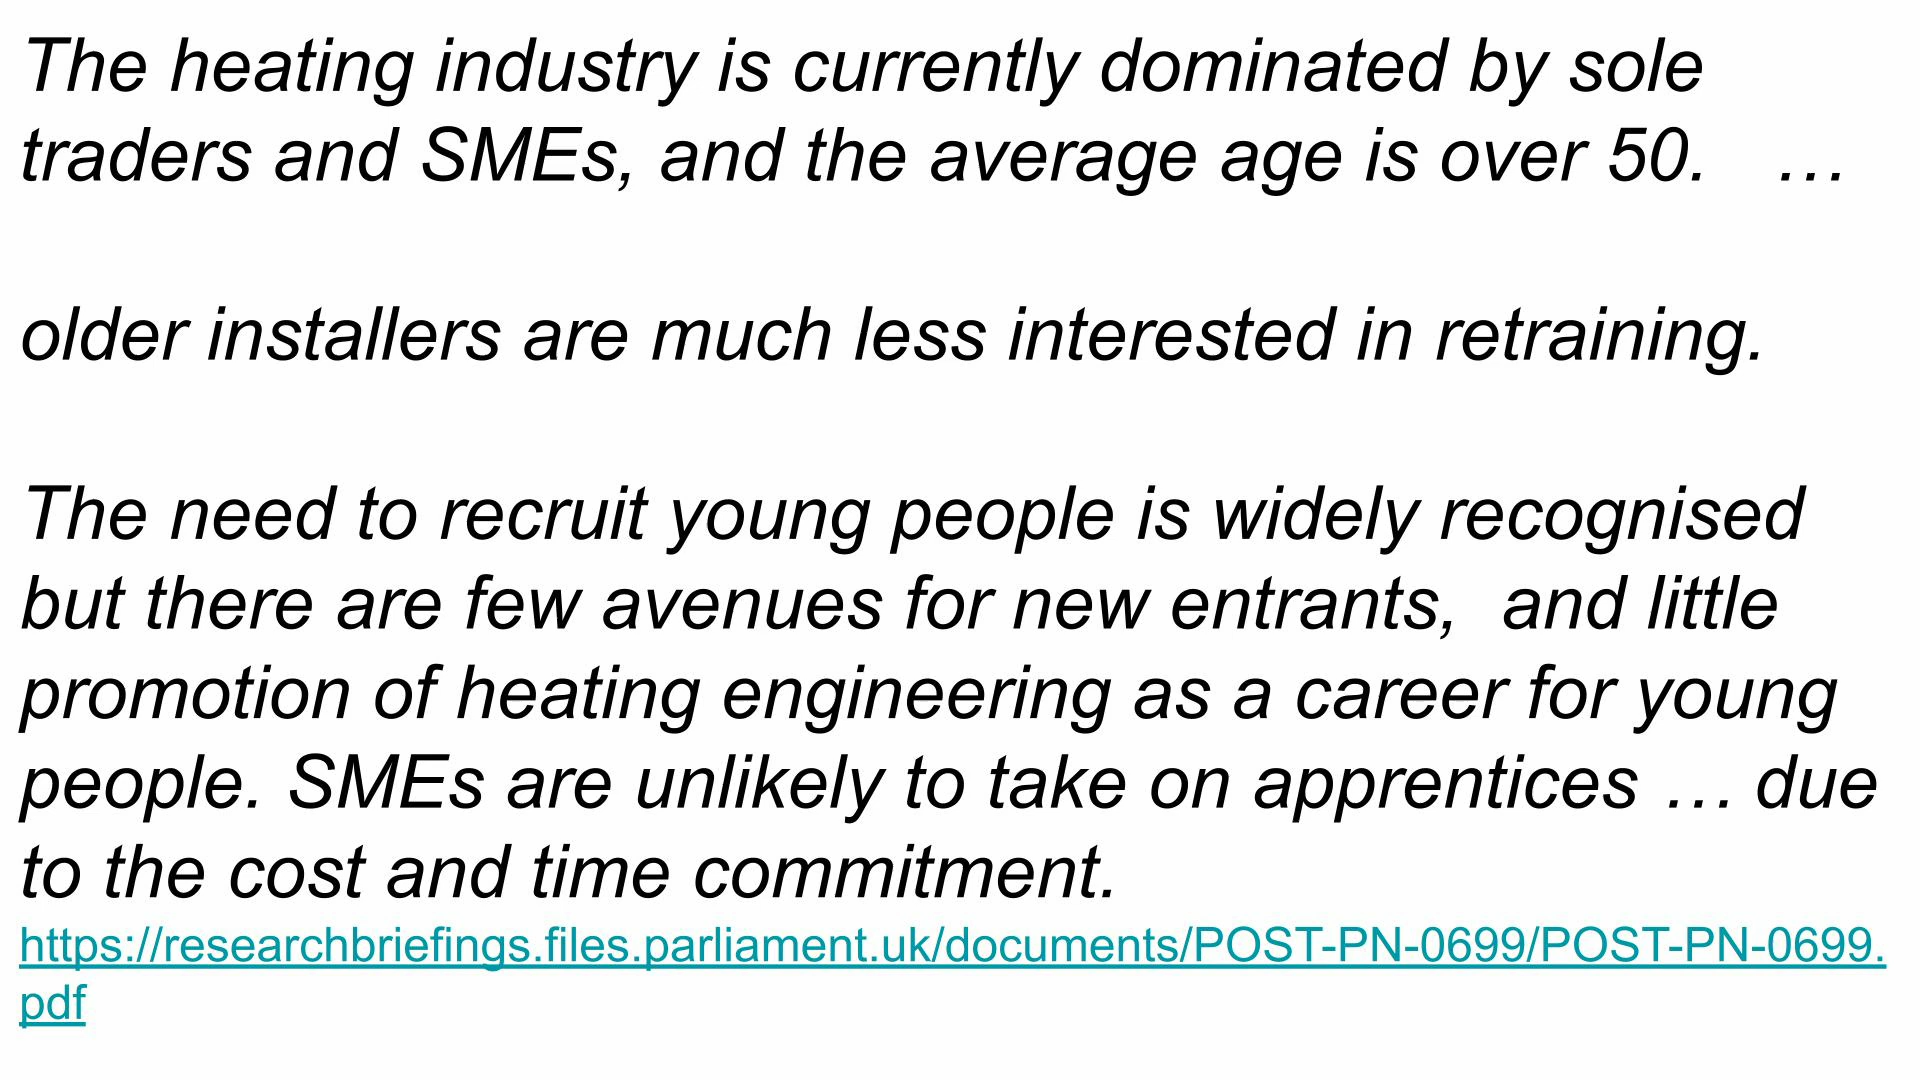 The heating industry is currently dominated by sole
traders and SMEs, and the average age is over 50. …
older installers are much less interested in retraining.
The need to recruit young people is widely recognised
but there are few avenues for new entrants, and little
promotion of heating engineering as a career for young
people. SMEs are unlikely to take on apprentices … due
to the cost and time commitment.
https://researchbriefings.files.parliament.uk/documents/POST-PN-0699/POST-PN-0699.
pdf